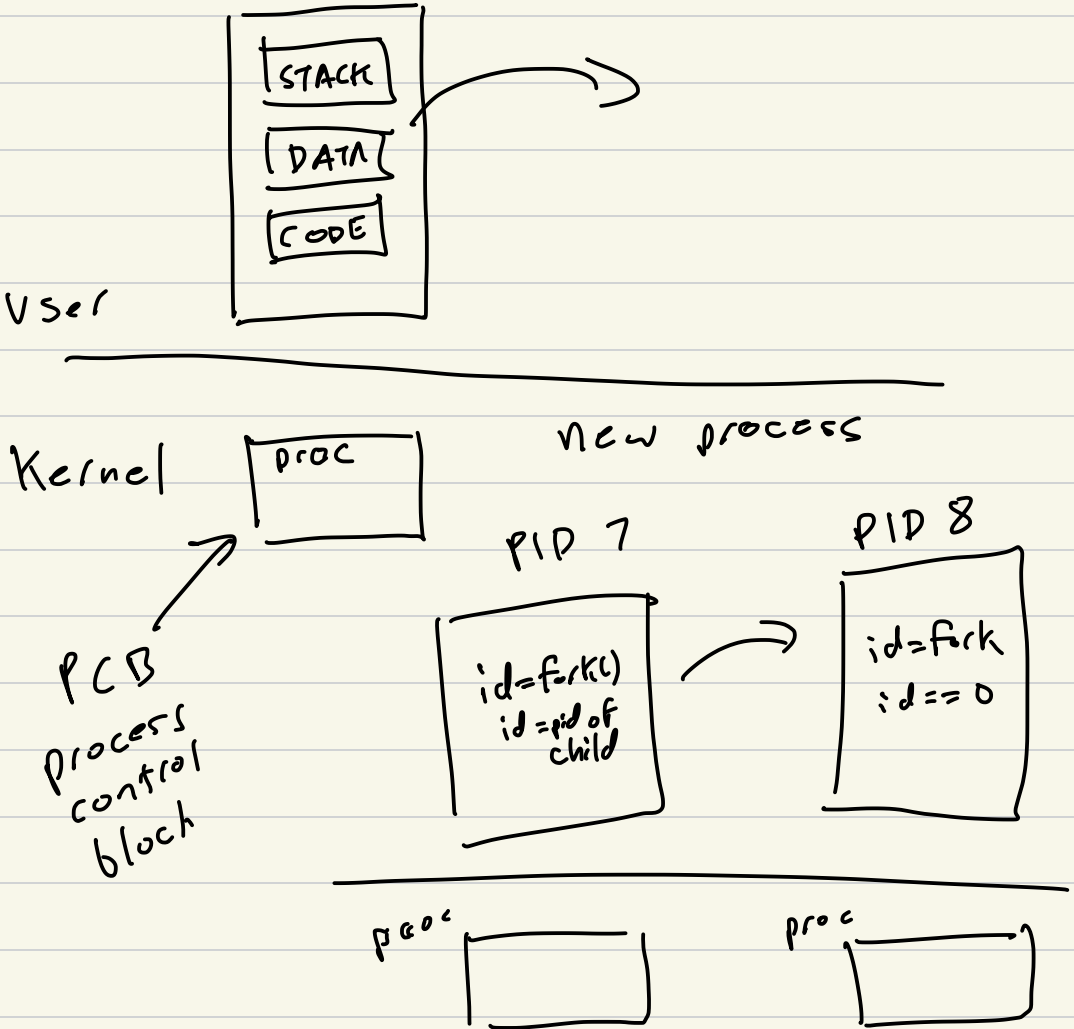 STACK
DATA
CODE
User
Kernel
proc
new process
PID 7
PID 8
id=fork()
id=pid of
child
id=fork
id==0
PCB
process
control
block
proc
proc